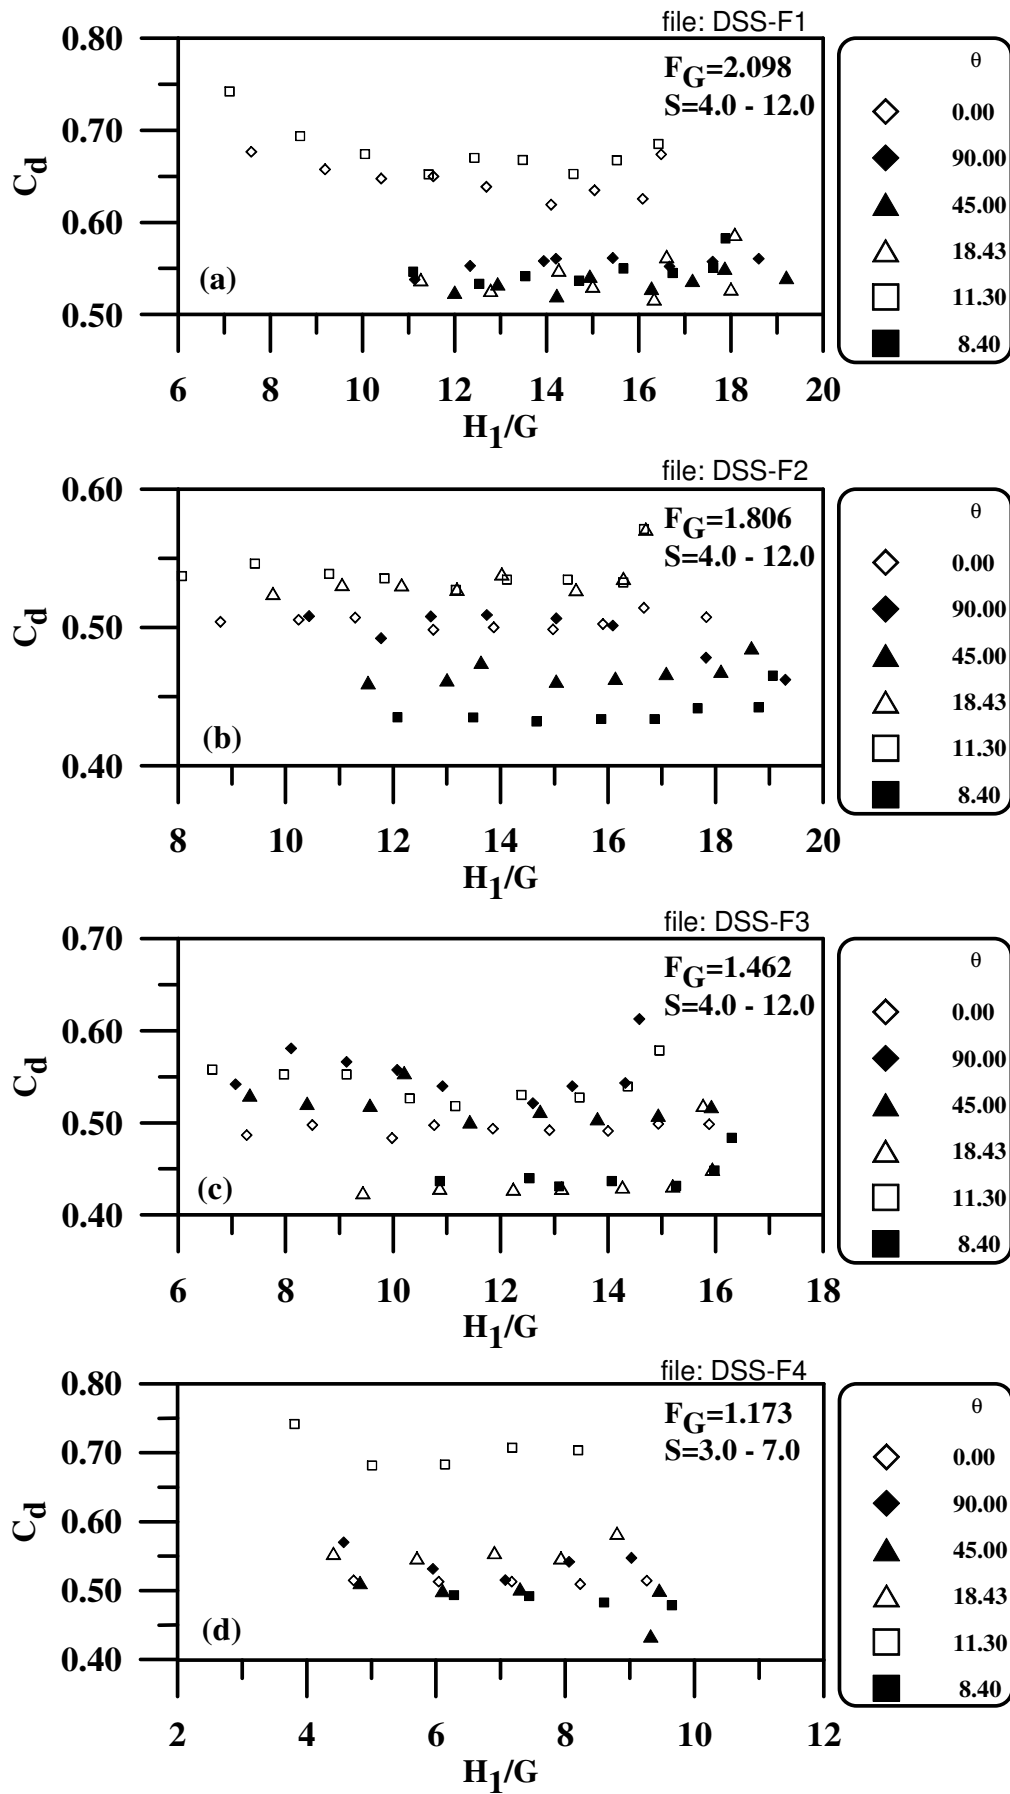 file: DSS-F1
0.80
0.70
0.60
0.50
C_d
F_G=2.098
S=4.0 - 12.0
(a)
6 8 10 12 14 16 18 20
H_1/G
θ
0.00
90.00
45.00
18.43
11.30
8.40
file: DSS-F2
0.60
0.50
0.40
C_d
F_G=1.806
S=4.0 - 12.0
(b)
8 10 12 14 16 18 20
H_1/G
θ
0.00
90.00
45.00
18.43
11.30
8.40
file: DSS-F3
0.70
0.60
0.50
0.40
C_d
F_G=1.462
S=4.0 - 12.0
(c)
6 8 10 12 14 16 18
H_1/G
θ
0.00
90.00
45.00
18.43
11.30
8.40
file: DSS-F4
0.80
0.70
0.60
0.50
0.40
C_d
F_G=1.173
S=3.0 - 7.0
(d)
2 4 6 8 10 12
H_1/G
θ
0.00
90.00
45.00
18.43
11.30
8.40